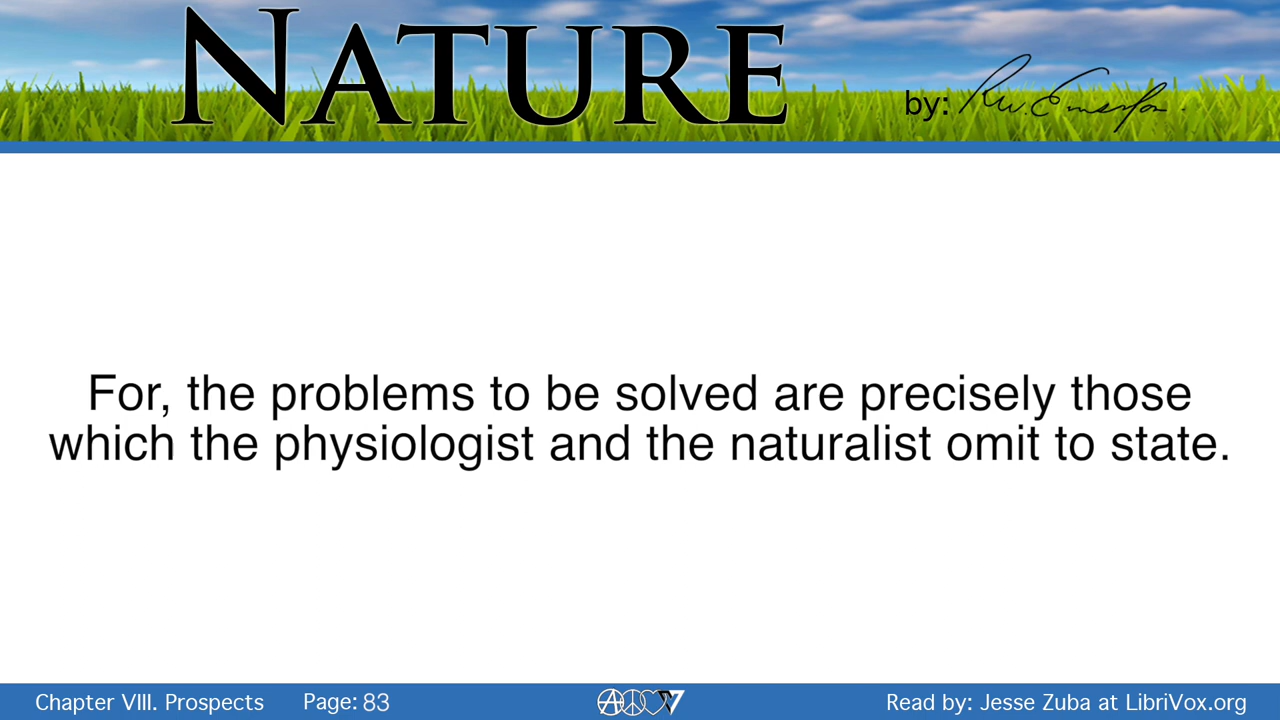 NATURE
by: R.W. Emerson.
For, the problems to be solved are precisely those
which the physiologist and the naturalist omit to state.
Chapter VIII. Prospects Page: 83 Read by: Jesse Zuba at LibriVox.org